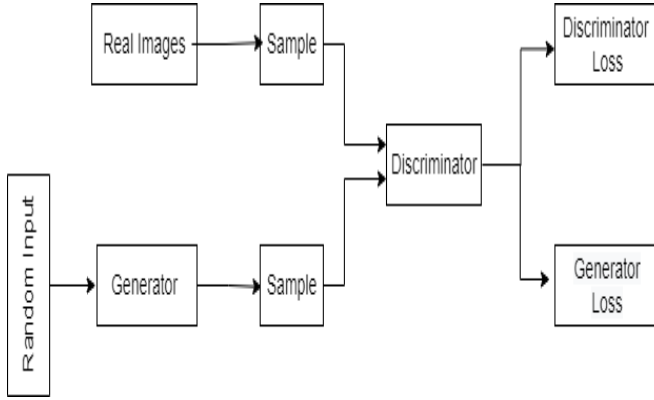 Real Images
Sample
Discriminator
Loss
Discriminator
Random Input
Generator
Sample
Generator
Loss